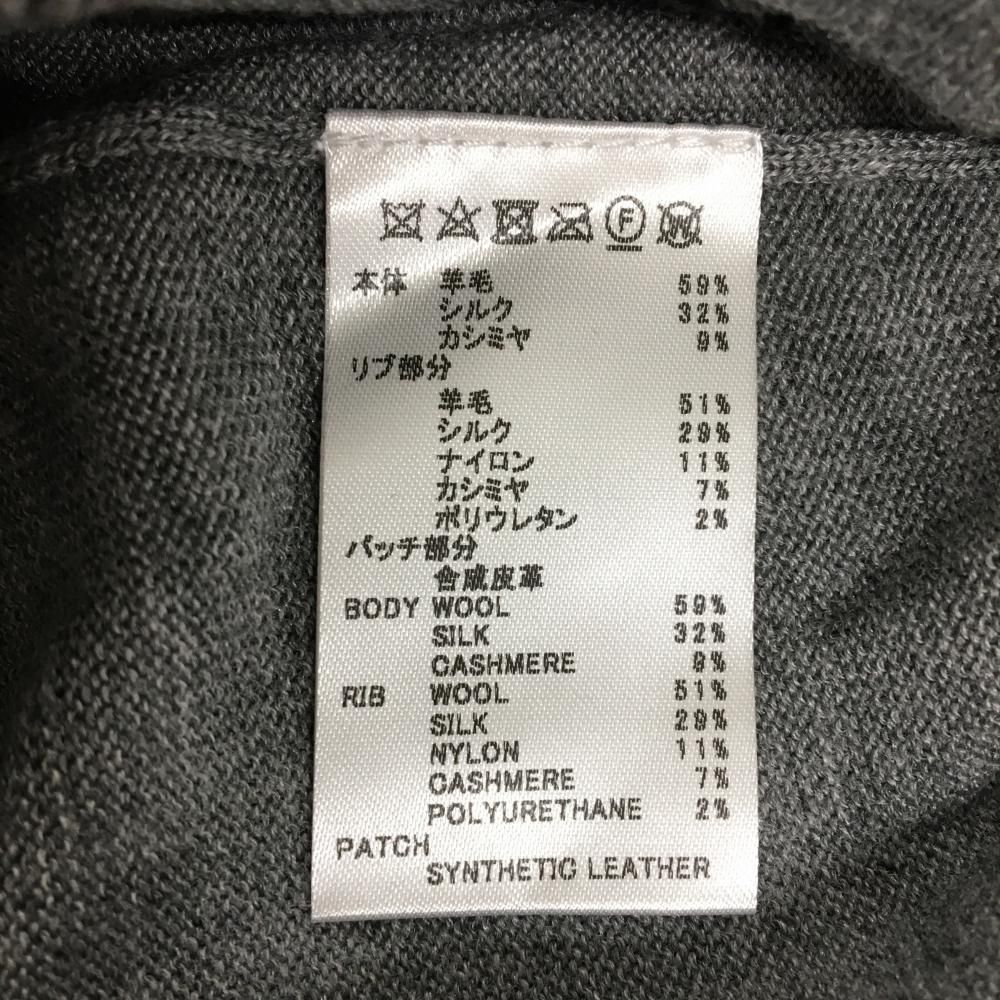 F W
本体 羊毛 59%
シルク 32%
カシミヤ 9%
リブ部分
羊毛 51%
シルク 29%
ナイロン 11%
カシミヤ 7%
ポリウレタン 2%
パッチ部分
合成皮革
BODY WOOL 59%
SILK 32%
CASHMERE 9%
RIB WOOL 51%
SILK 29%
NYLON 11%
CASHMERE 7%
POLYURETHANE 2%
PATCH
SYNTHETIC LEATHER